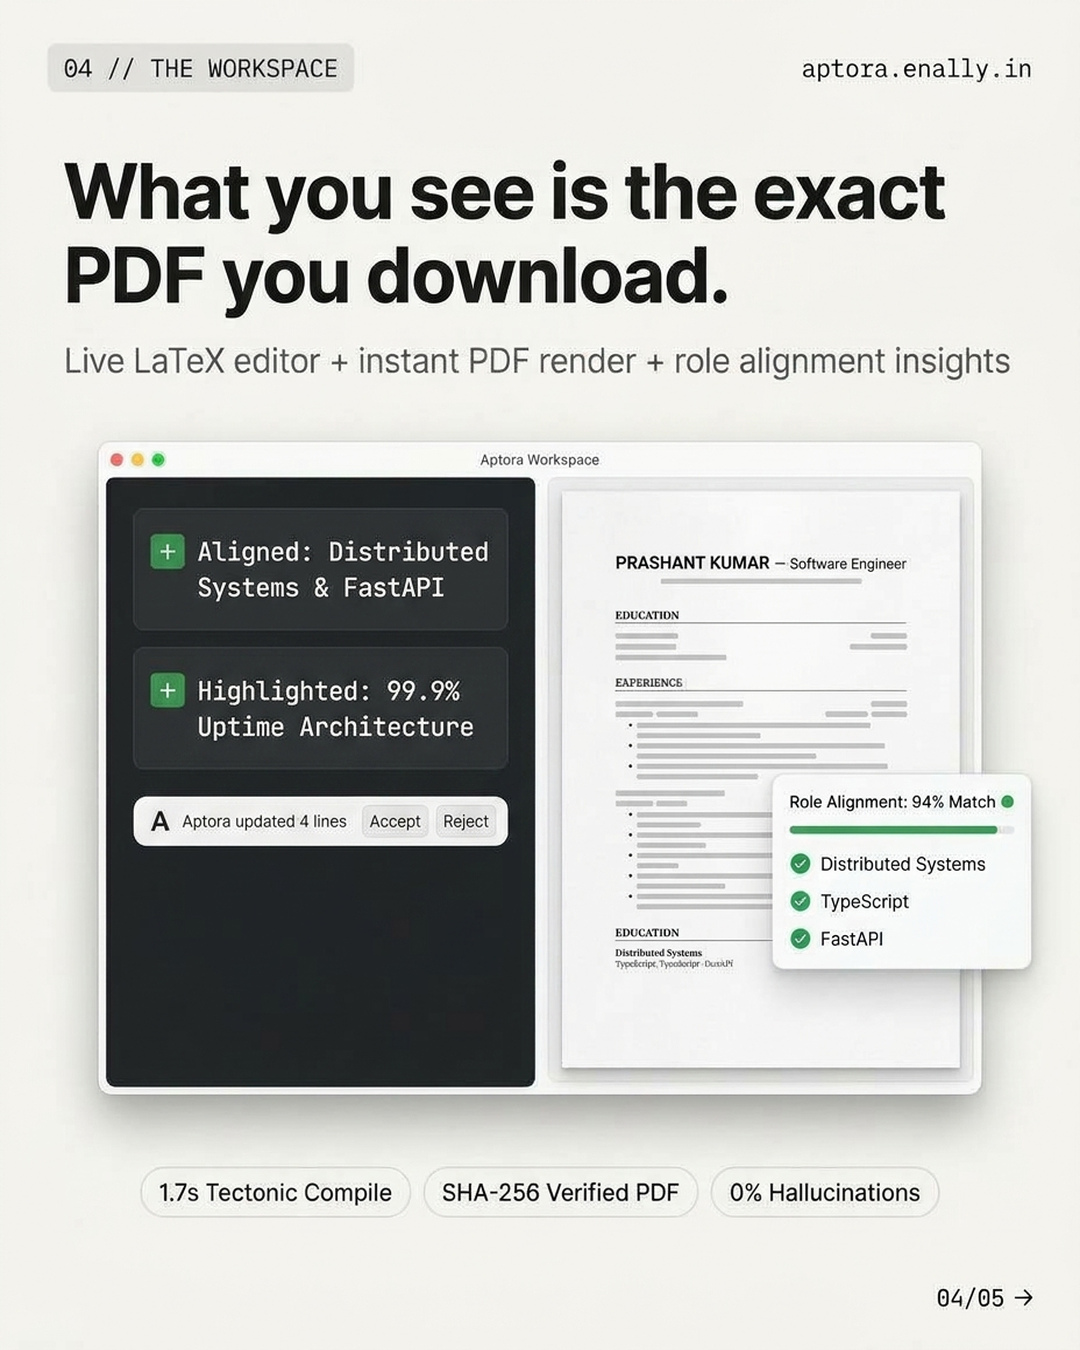 04 // THE WORKSPACE
aptora.enally.in
What you see is the exact
PDF you download.
Live LaTeX editor + instant PDF render + role alignment insights
Aptora Workspace
Aligned: Distributed
Systems & FastAPI
Highlighted: 99.9%
Uptime Architecture
A Aptora updated 4 lines Accept Reject
PRASHANT KUMAR – Software Engineer
EDUCATION
EAPERIENCE
EDUCATION
Distributed Systems
Role Alignment: 94% Match
Distributed Systems
TypeScript
FastAPI
1.7s Tectonic Compile
SHA-256 Verified PDF
0% Hallucinations
04/05 →